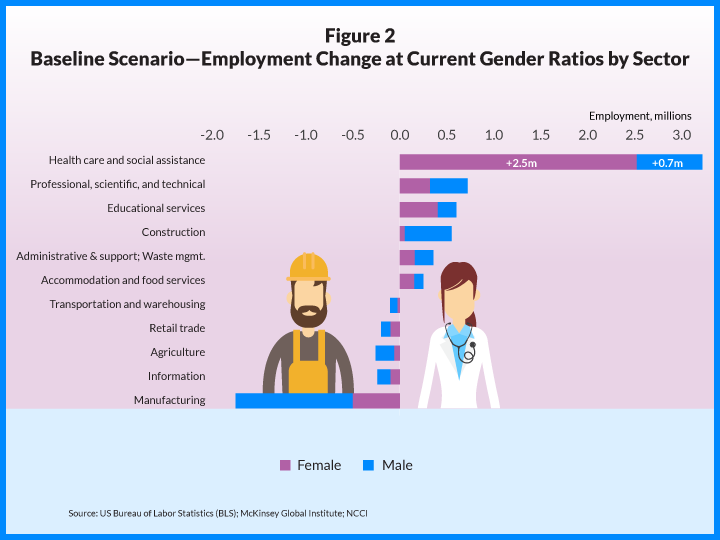 Figure 2
Baseline Scenario—Employment Change at Current Gender Ratios by Sector
Employment, millions
-2.0 -1.5 -1.0 -0.5 0.0 0.5 1.0 1.5 2.0 2.5 3.0
Health care and social assistance +2.5m +0.7m
Professional, scientific, and technical
Educational services
Construction
Administrative & support; Waste mgmt.
Accommodation and food services
Transportation and warehousing
Retail trade
Agriculture
Information
Manufacturing
Female Male
Source: US Bureau of Labor Statistics (BLS); McKinsey Global Institute; NCCI